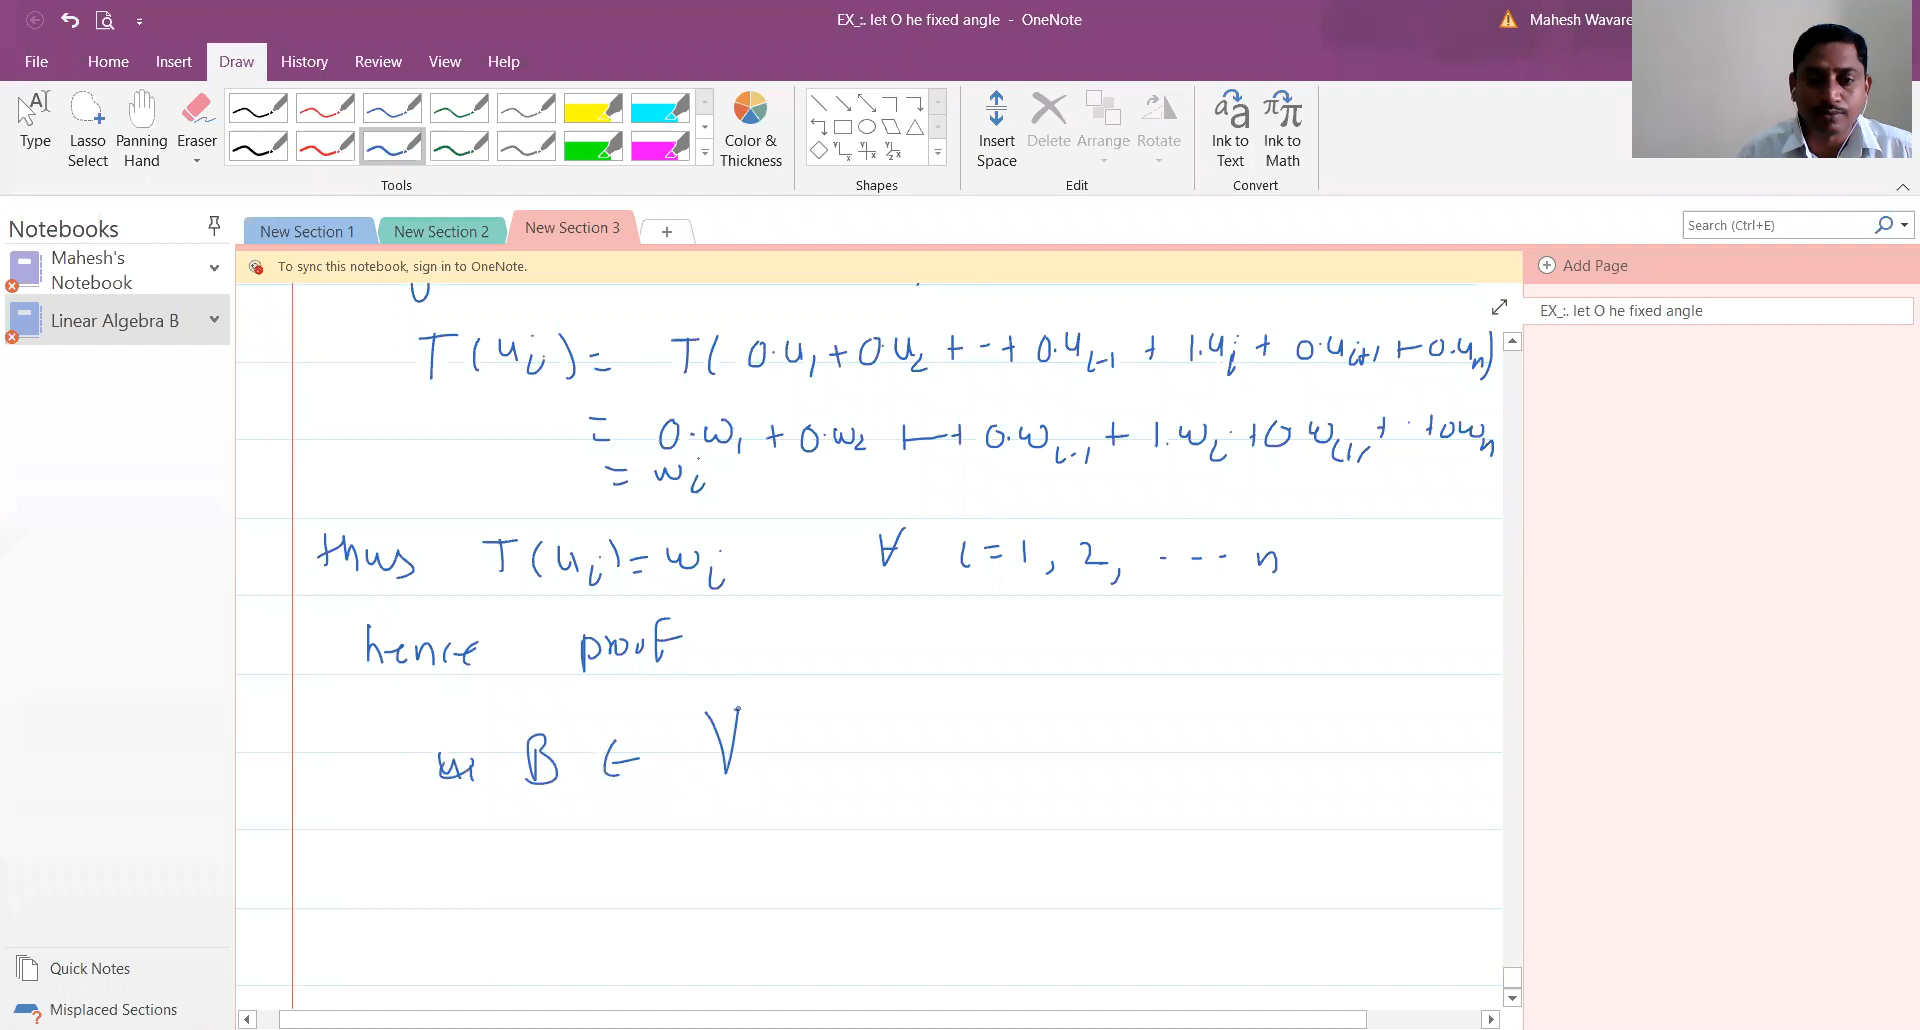 EX_:. let O he fixed angle - OneNote
Mahesh Wavare
File Home Insert Draw History Review View Help
Type
Lasso Select
Panning Hand
Eraser
Color & Thickness
Insert Space
Delete
Arrange
Rotate
Ink to Text
Ink to Math
Tools
Shapes
Edit
Convert
Notebooks
New Section 1
New Section 2
New Section 3
+
Search (Ctrl+E)
Mahesh's Notebook
Linear Algebra B
To sync this notebook, sign in to OneNote.
Add Page
EX_:. let O he fixed angle
T(u_i) = T(0·u_1 + 0·u_2 + - + 0·u_{i-1} + 1·u_i + 0·u_{i+1} + - 0·u_n)
= 0·w_1 + 0·w_2 + - + 0·w_{i-1} + 1·w_i + 0 w_{i+1} + · + 0w_n
= w_i
thus T(u_i) = w_i ∀ i = 1, 2, ---- n
hence proof
B ∈ V
Quick Notes
Misplaced Sections